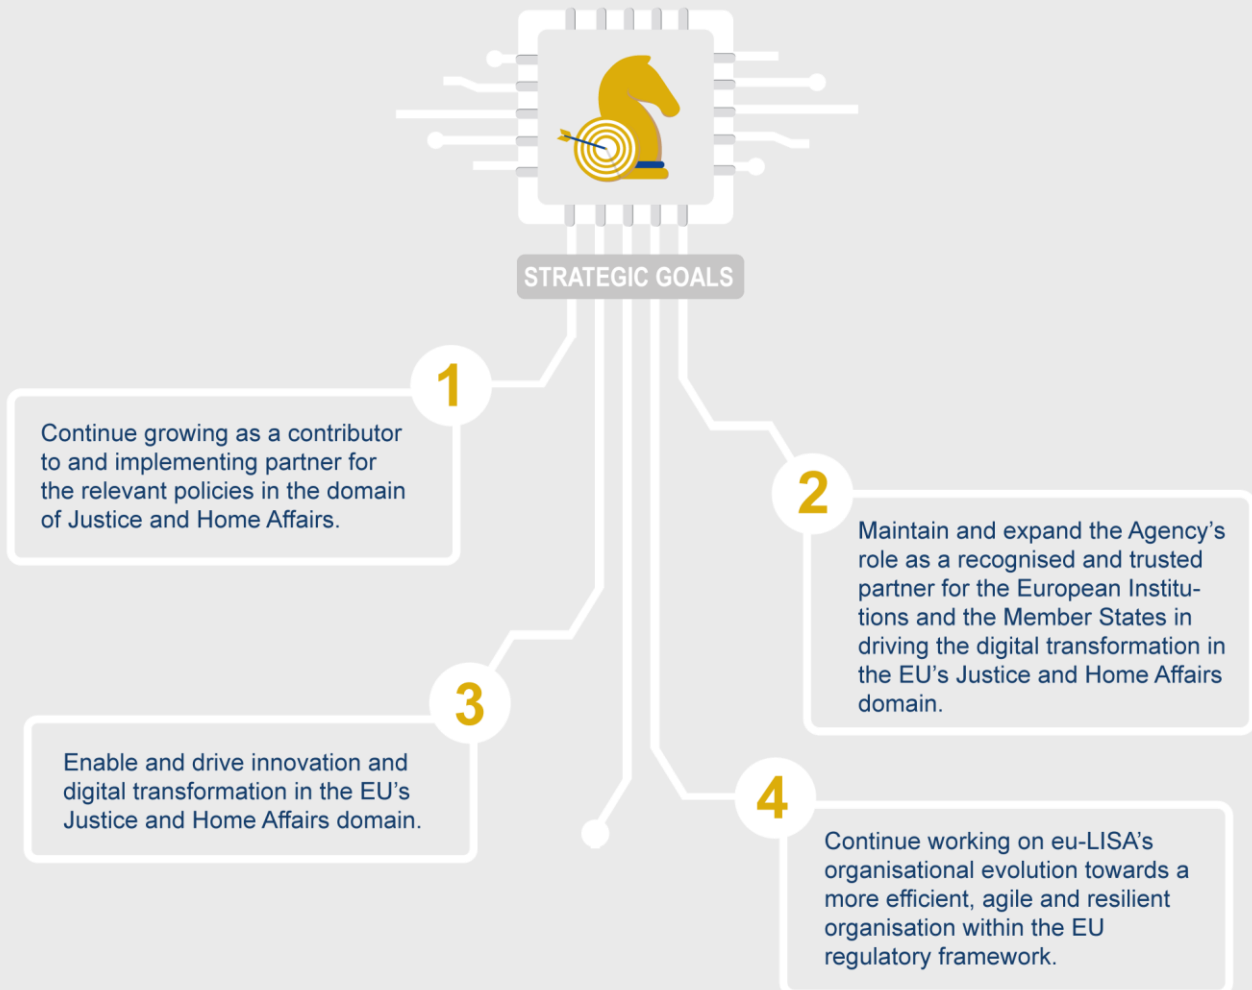 STRATEGIC GOALS
1
Continue growing as a contributor
to and implementing partner for
the relevant policies in the domain
of Justice and Home Affairs.
2
Maintain and expand the Agency's
role as a recognised and trusted
partner for the European Institu-
tions and the Member States in
driving the digital transformation in
the EU's Justice and Home Affairs
domain.
3
Enable and drive innovation and
digital transformation in the EU's
Justice and Home Affairs domain.
4
Continue working on eu-LISA's
organisational evolution towards a
more efficient, agile and resilient
organisation within the EU
regulatory framework.